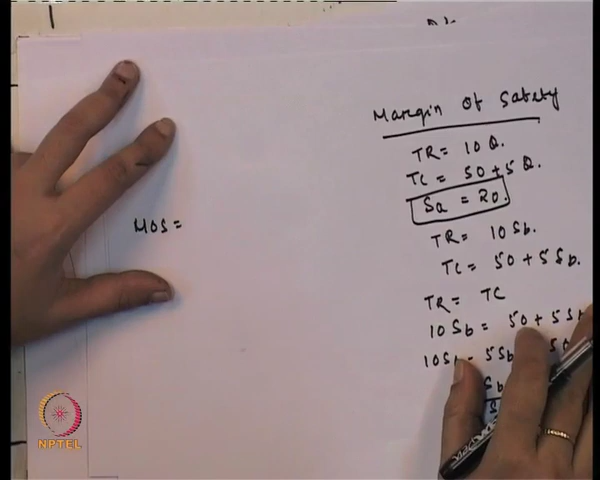 Margin of Safety
TR = 10 Q.
TC = 50 + 5 Q.
Sa = 20.
TR = 10 Sb.
TC = 50 + 5 Sb.
TR = TC
10 Sb = 50 + 5 Sb
MOS =
NPTEL